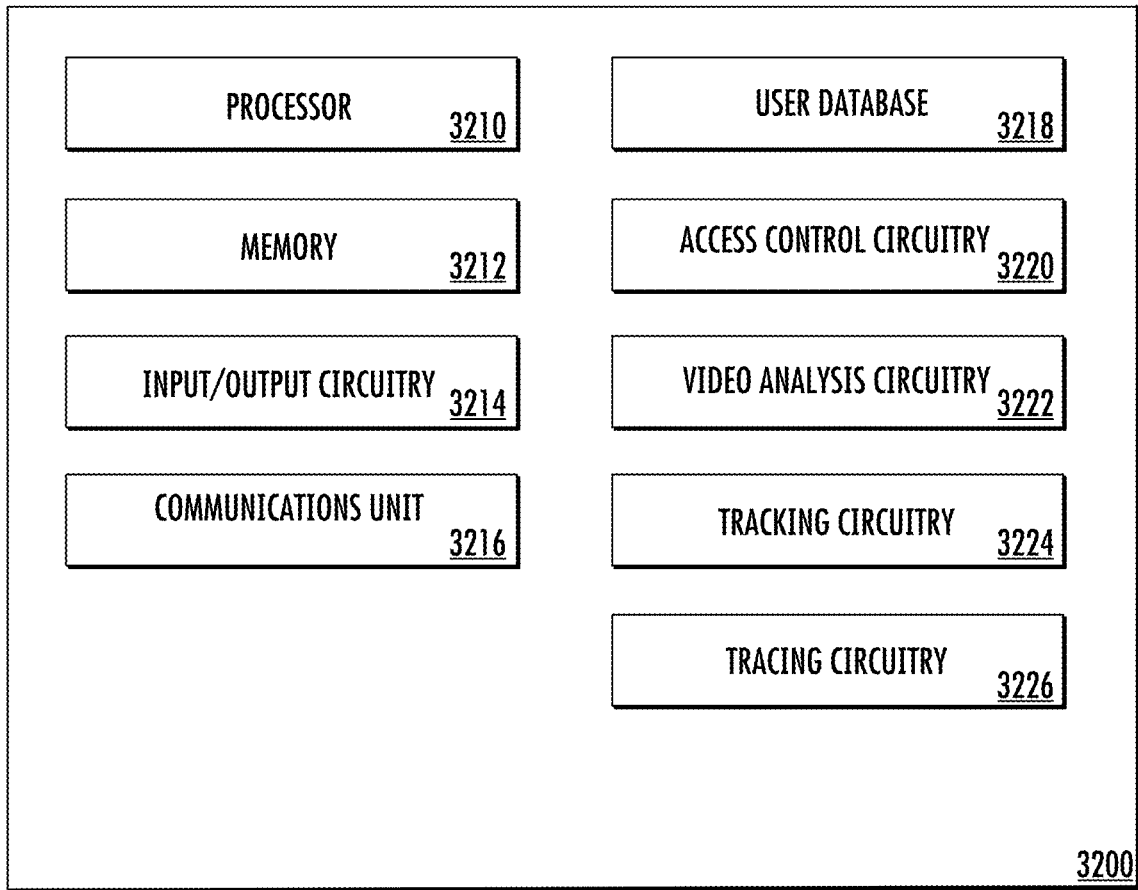 PROCESSOR
3210
MEMORY
3212
INPUT/OUTPUT CIRCUITRY
3214
COMMUNICATIONS UNIT
3216
USER DATABASE
3218
ACCESS CONTROL CIRCUITRY
3220
VIDEO ANALYSIS CIRCUITRY
3222
TRACKING CIRCUITRY
3224
TRACING CIRCUITRY
3226
3200